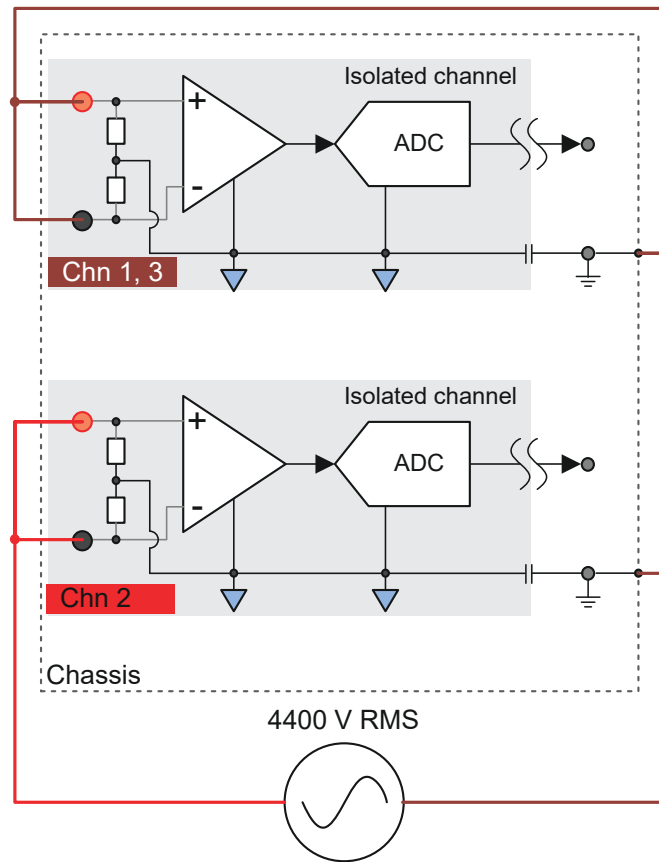 Isolated channel
+
ADC
-
Chn 1, 3
Isolated channel
+
ADC
-
Chn 2
Chassis
4400 V RMS